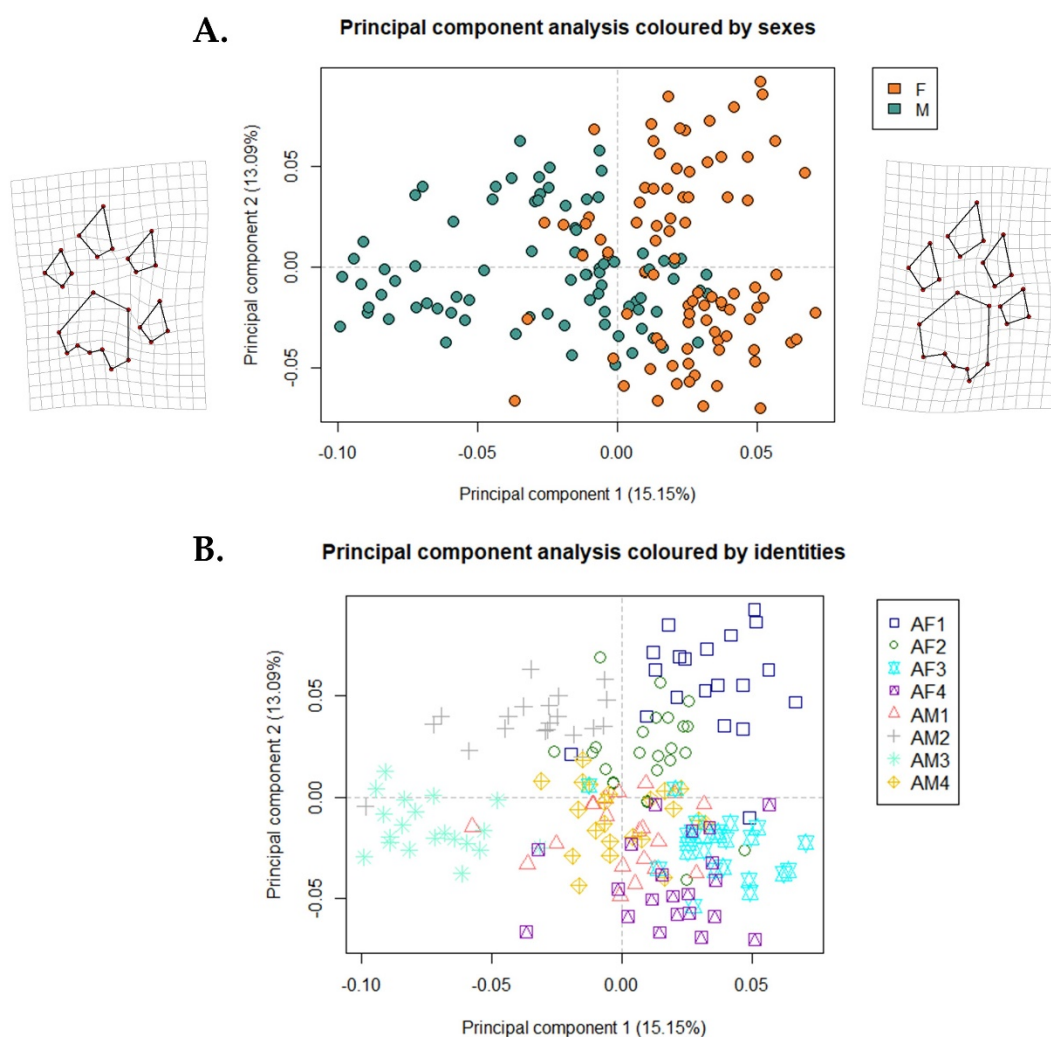 A.
Principal component analysis coloured by sexes
F
M
Principal component 2 (13.09%)
0.05
0.00
-0.05
-0.10
-0.05
0.00
0.05
Principal component 1 (15.15%)
B.
Principal component analysis coloured by identities
AF1
AF2
AF3
AF4
AM1
AM2
AM3
AM4
Principal component 2 (13.09%)
0.05
0.00
-0.05
-0.10
-0.05
0.00
0.05
Principal component 1 (15.15%)